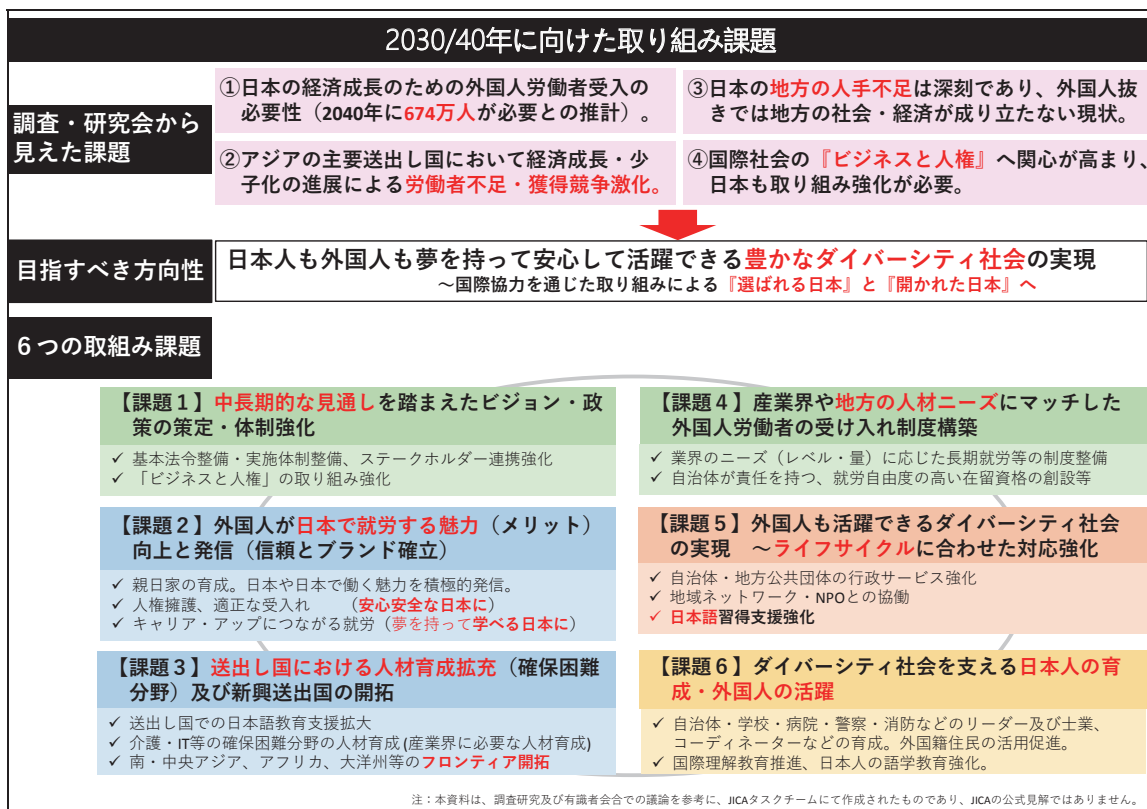 2030/40年に向けた取り組み課題
調査・研究会から
見えた課題
①日本の経済成長のための外国人労働者受入の
必要性（2040年に674万人が必要との推計）。
②アジアの主要送出し国において経済成長・少
子化の進展による労働者不足・獲得競争激化。
③日本の地方の人手不足は深刻であり、外国人抜
きでは地方の社会・経済が成り立たない現状。
④国際社会の『ビジネスと人権』へ関心が高まり、
日本も取り組み強化が必要。
目指すべき方向性
日本人も外国人も夢を持って安心して活躍できる豊かなダイバーシティ社会の実現
～国際協力を通じた取り組みによる『選ばれる日本』と『開かれた日本』へ
６つの取組み課題
【課題１】中長期的な見通しを踏まえたビジョン・政
策の策定・体制強化
✓ 基本法令整備・実施体制整備、ステークホルダー連携強化
✓ 「ビジネスと人権」の取り組み強化
【課題２】外国人が日本で就労する魅力（メリット）
向上と発信（信頼とブランド確立）
✓ 親日家の育成。日本や日本で働く魅力を積極的発信。
✓ 人権擁護、適正な受入れ　（安心安全な日本に）
✓ キャリア・アップにつながる就労（夢を持って学べる日本に）
【課題３】送出し国における人材育成拡充（確保困難
分野）及び新興送出国の開拓
✓ 送出し国での日本語教育支援拡大
✓ 介護・IT等の確保困難分野の人材育成(産業界に必要な人材育成)
✓ 南・中央アジア、アフリカ、大洋州等のフロンティア開拓
【課題４】産業界や地方の人材ニーズにマッチした
外国人労働者の受け入れ制度構築
✓ 業界のニーズ（レベル・量）に応じた長期就労等の制度整備
✓ 自治体が責任を持つ、就労自由度の高い在留資格の創設等
【課題５】外国人も活躍できるダイバーシティ社会
の実現　～ライフサイクルに合わせた対応強化
✓ 自治体・地方公共団体の行政サービス強化
✓ 地域ネットワーク・NPOとの協働
✓ 日本語習得支援強化
【課題６】ダイバーシティ社会を支える日本人の育
成・外国人の活躍
✓ 自治体・学校・病院・警察・消防などのリーダー及び士業、
コーディネーターなどの育成。外国籍住民の活用促進。
✓ 国際理解教育推進、日本人の語学教育強化。
注：本資料は、調査研究及び有識者会合での議論を参考に、JICAタスクチームにて作成されたものであり、JICAの公式見解ではありません。